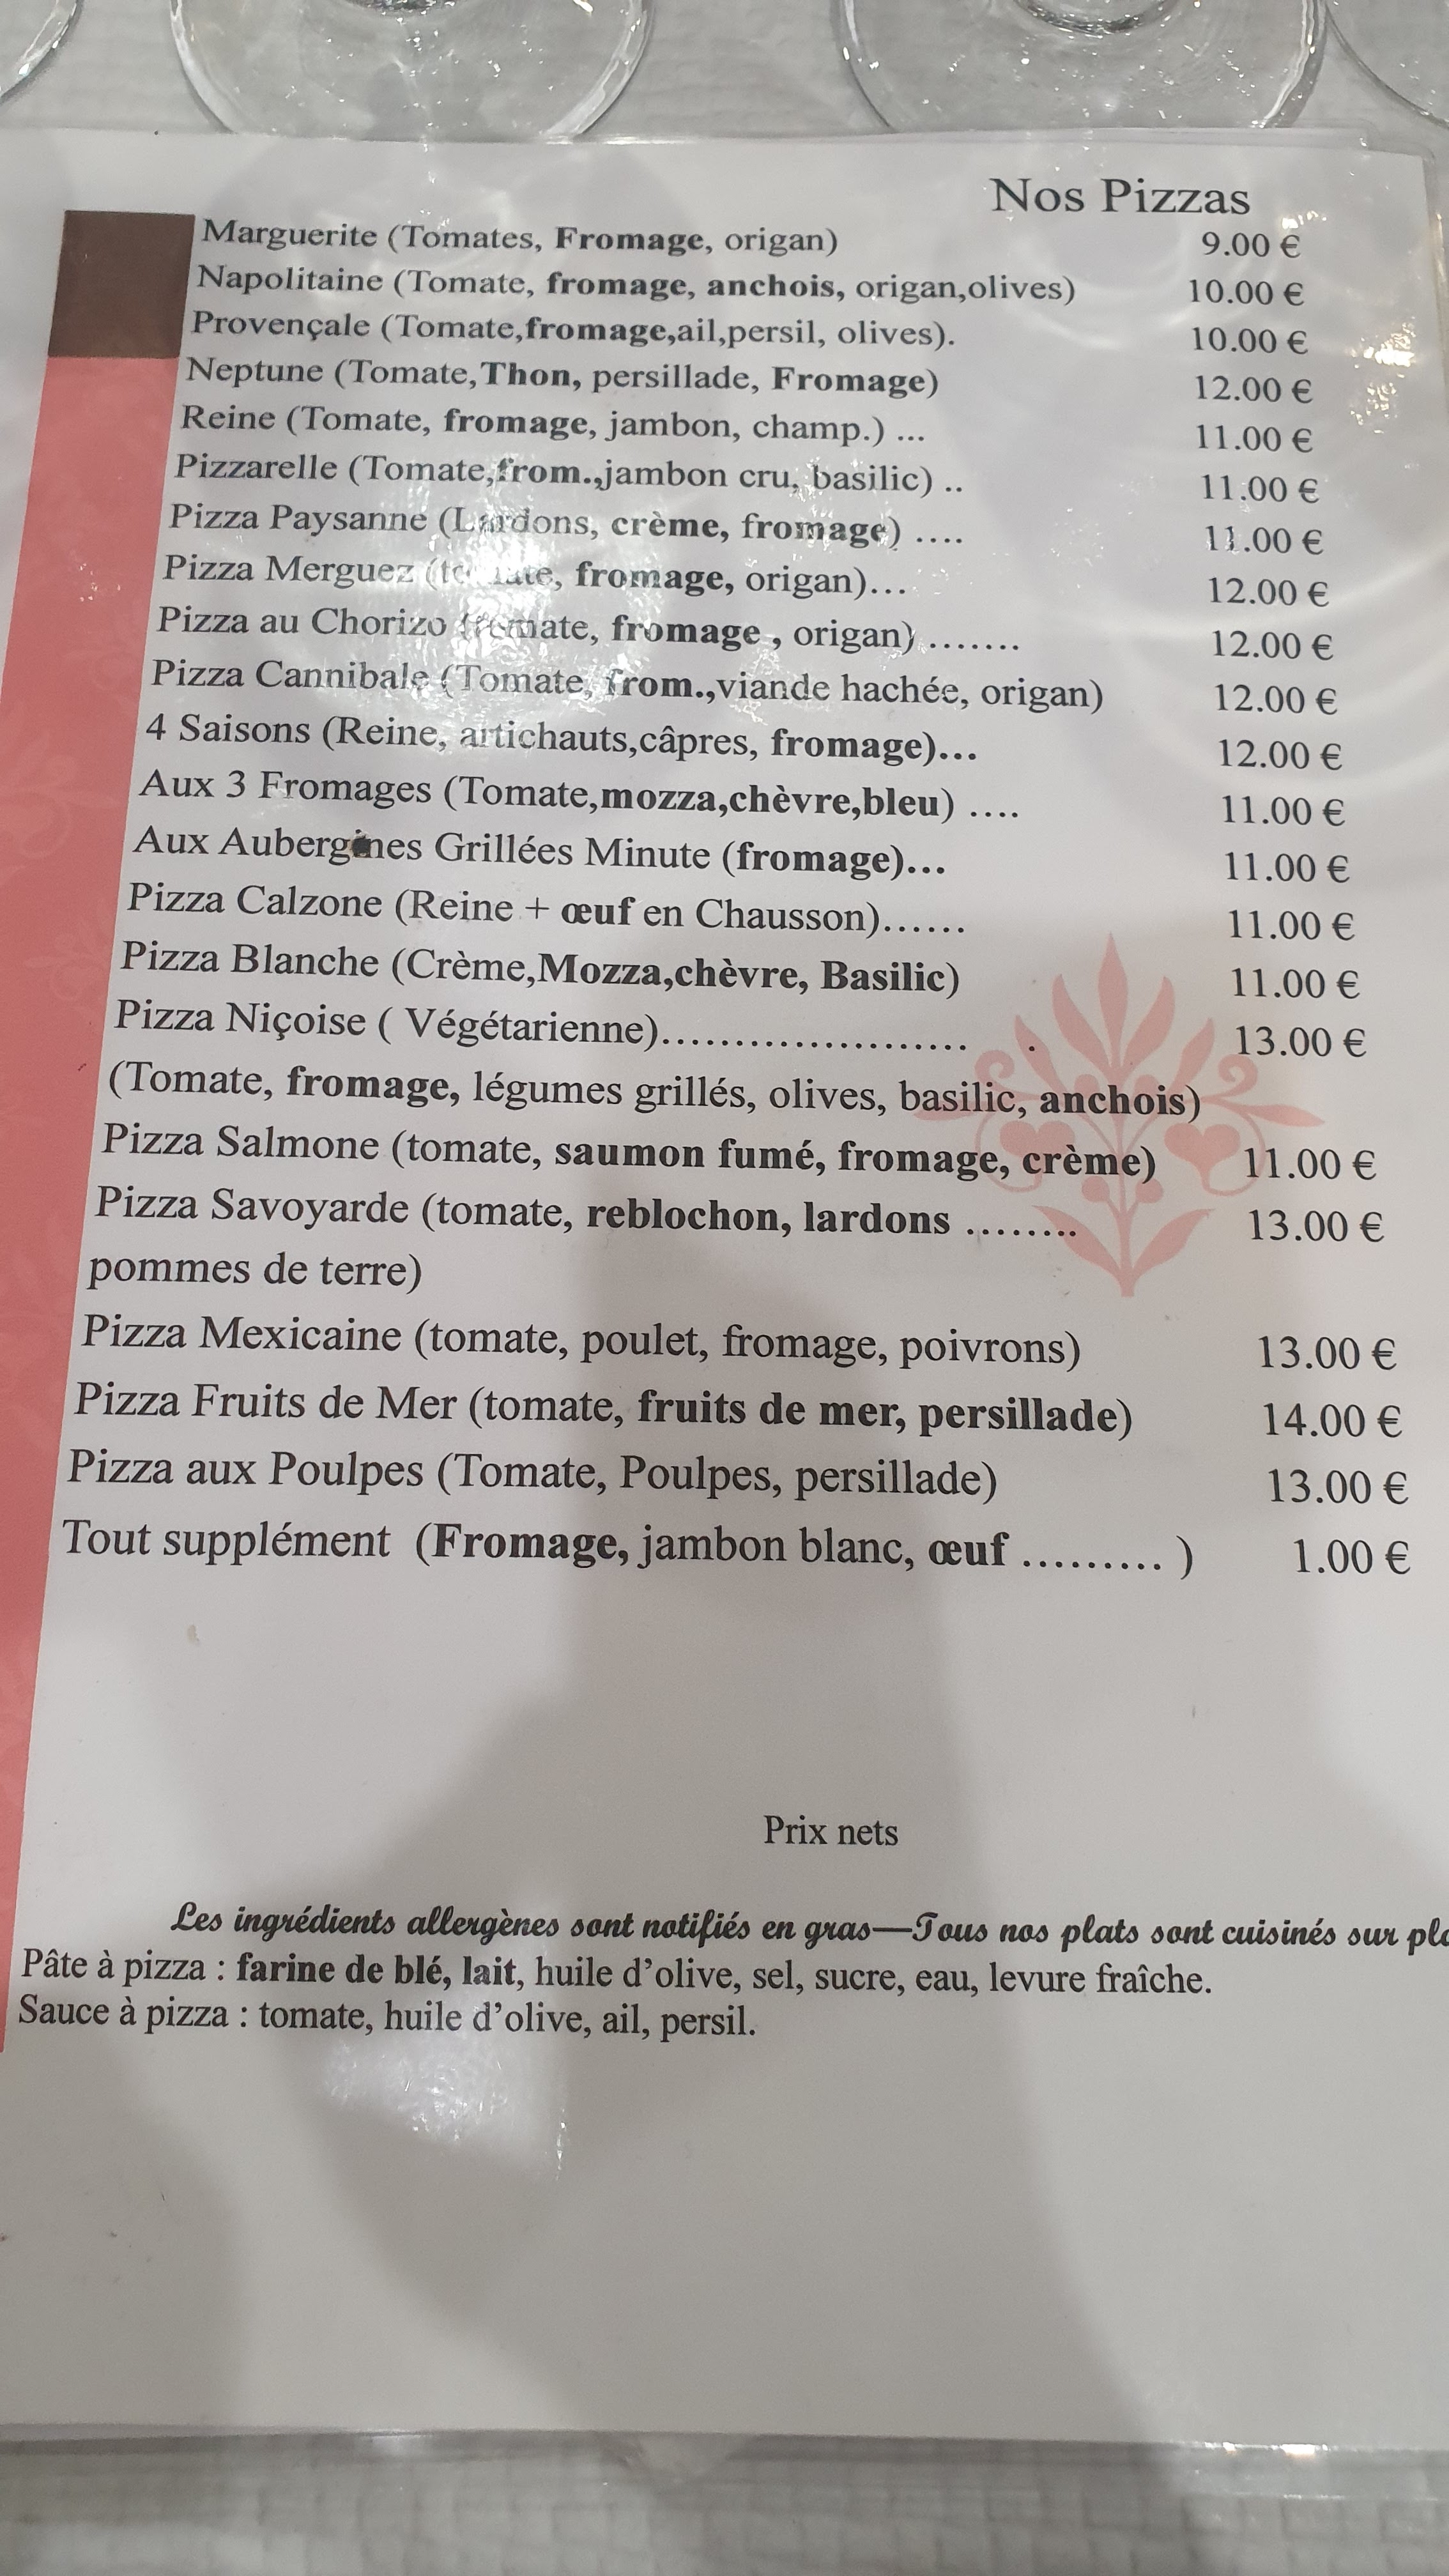 Nos Pizzas
Marguerite (Tomates, Fromage, origan) 9.00 €
Napolitaine (Tomate, fromage, anchois, origan,olives) 10.00 €
Provençale (Tomate,fromage,ail,persil, olives). 10.00 €
Neptune (Tomate,Thon, persillade, Fromage) 12.00 €
Reine (Tomate, fromage, jambon, champ.) ... 11.00 €
Pizzarelle (Tomate,from.,jambon cru, basilic) .. 11.00 €
Pizza Paysanne (Lardons, crème, fromage) .... 11.00 €
Pizza Merguez (tomate, fromage, origan)... 12.00 €
Pizza au Chorizo (tomate, fromage , origan) ....... 12.00 €
Pizza Cannibale (Tomate, from.,viande hachée, origan) 12.00 €
4 Saisons (Reine, artichauts,câpres, fromage)... 12.00 €
Aux 3 Fromages (Tomate,mozza,chèvre,bleu) .... 11.00 €
Aux Aubergines Grillées Minute (fromage)... 11.00 €
Pizza Calzone (Reine + œuf en Chausson)...... 11.00 €
Pizza Blanche (Crème,Mozza,chèvre, Basilic) 11.00 €
Pizza Niçoise ( Végétarienne)..................... . 13.00 €
(Tomate, fromage, légumes grillés, olives, basilic, anchois)
Pizza Salmone (tomate, saumon fumé, fromage, crème) 11.00 €
Pizza Savoyarde (tomate, reblochon, lardons ........ 13.00 €
pommes de terre)
Pizza Mexicaine (tomate, poulet, fromage, poivrons) 13.00 €
Pizza Fruits de Mer (tomate, fruits de mer, persillade) 14.00 €
Pizza aux Poulpes (Tomate, Poulpes, persillade) 13.00 €
Tout supplément (Fromage, jambon blanc, œuf ......... ) 1.00 €
Prix nets
Les ingrédients allergènes sont notifiés en gras—Tous nos plats sont cuisinés sur
Pâte à pizza : farine de blé, lait, huile d'olive, sel, sucre, eau, levure fraîche.
Sauce à pizza : tomate, huile d'olive, ail, persil.